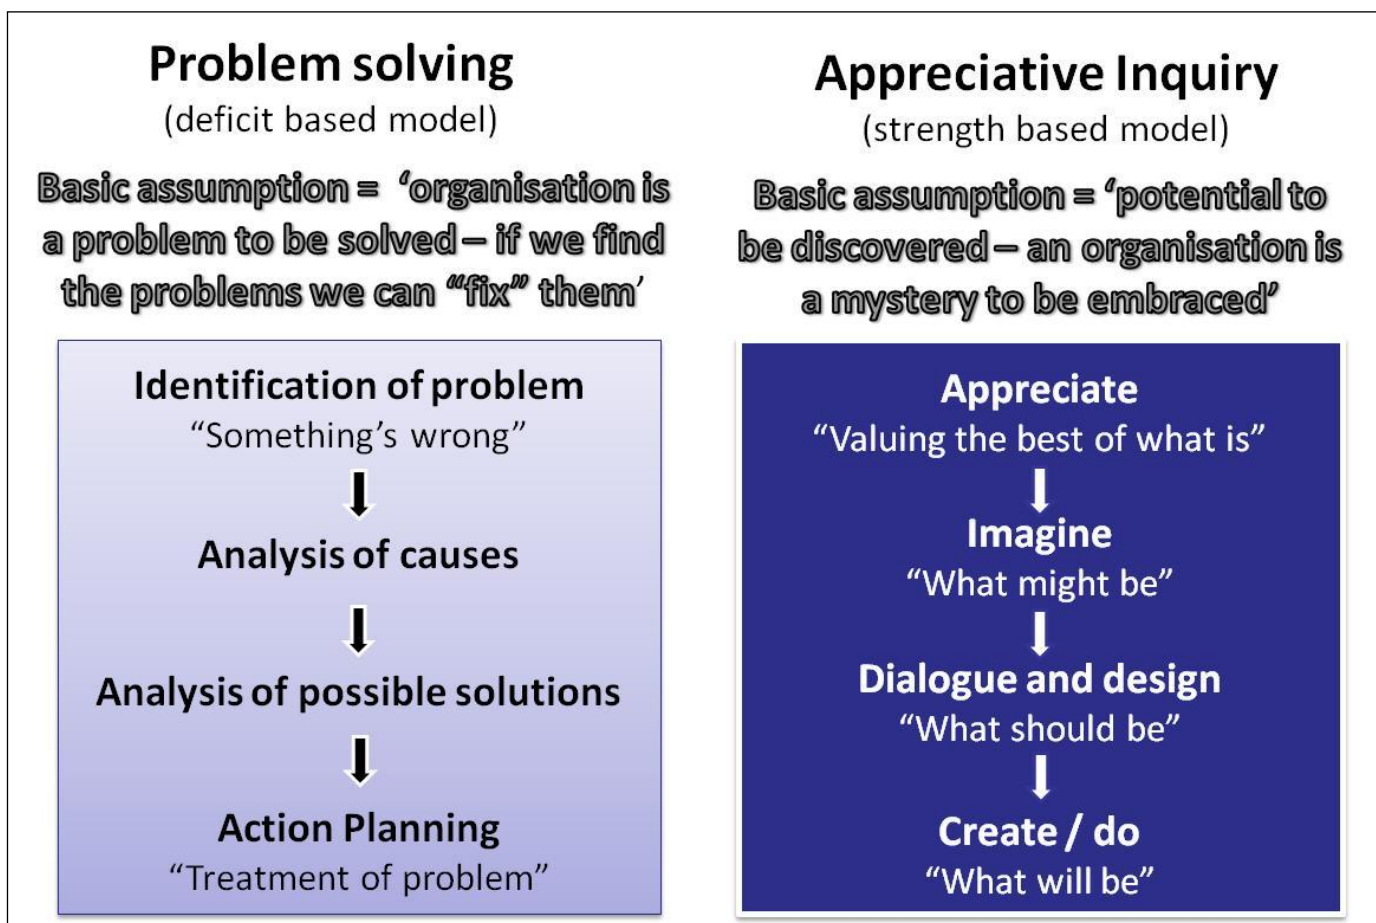 Problem solving
(deficit based model)
Basic assumption = ‘organisation is
a problem to be solved – if we find
the problems we can “fix” them’
Identification of problem
“Something’s wrong”
Analysis of causes
Analysis of possible solutions
Action Planning
“Treatment of problem”
Appreciative Inquiry
(strength based model)
Basic assumption = ‘potential to
be discovered – an organisation is
a mystery to be embraced’
Appreciate
“Valuing the best of what is”
Imagine
“What might be”
Dialogue and design
“What should be”
Create / do
“What will be”